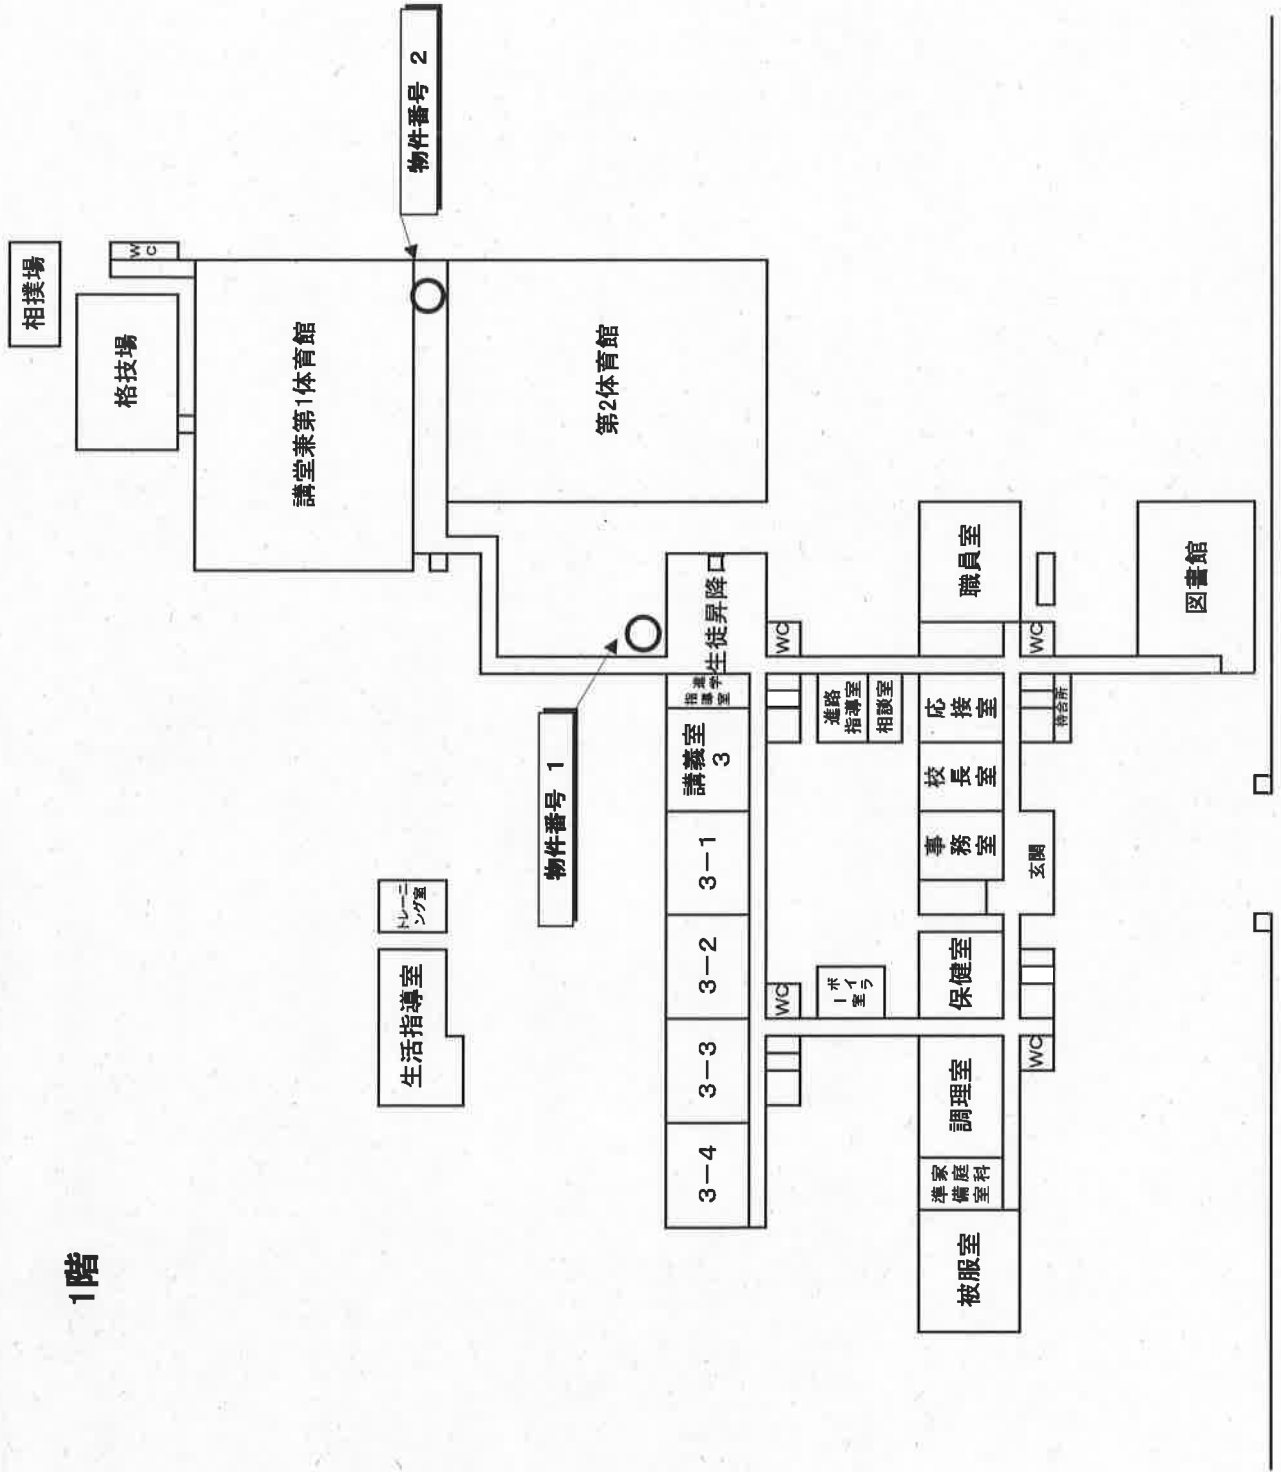 1階
相撲場
格技場
WC
講堂兼第1体育館
物件番号 2
第2体育館
生活指導室
トレーニ
ング室
物件番号 1
3-4
3-3
3-2
3-1
講義室
3
進学
指導
室
生徒昇降口
WC
WC
ボイラ
ー室
進路
指導室
相談室
被服室
家庭科
準備室
調理室
保健室
事務室
校長室
応接室
職員室
WC
玄関
待合所
WC
図書館